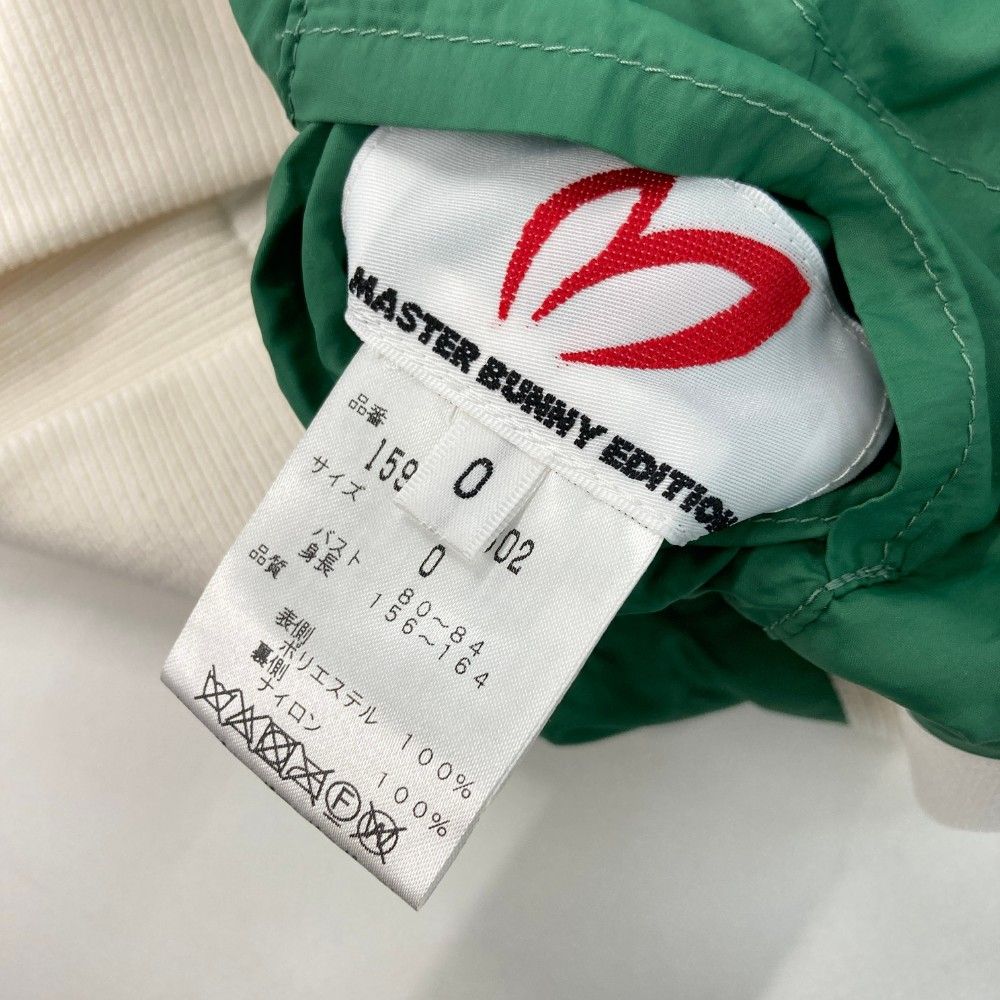 MASTER BUNNY EDITION
0
品番
159 02
サイズ 0
バスト 80～84
身長 156～164
品質
表側
ポリエステル 100%
裏側
ナイロン 100%
F
W